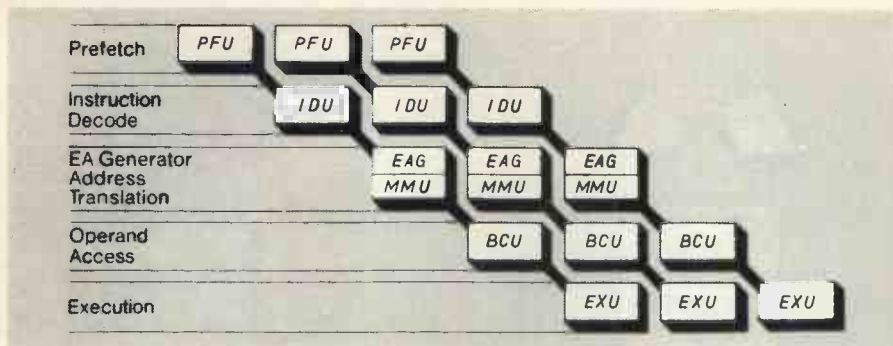 Prefetch PFU PFU PFU
Instruction
Decode IDU IDU IDU
EA Generator EAG EAG EAG
Address
Translation MMU MMU MMU
Operand
Access BCU BCU BCU
Execution EXU EXU EXU